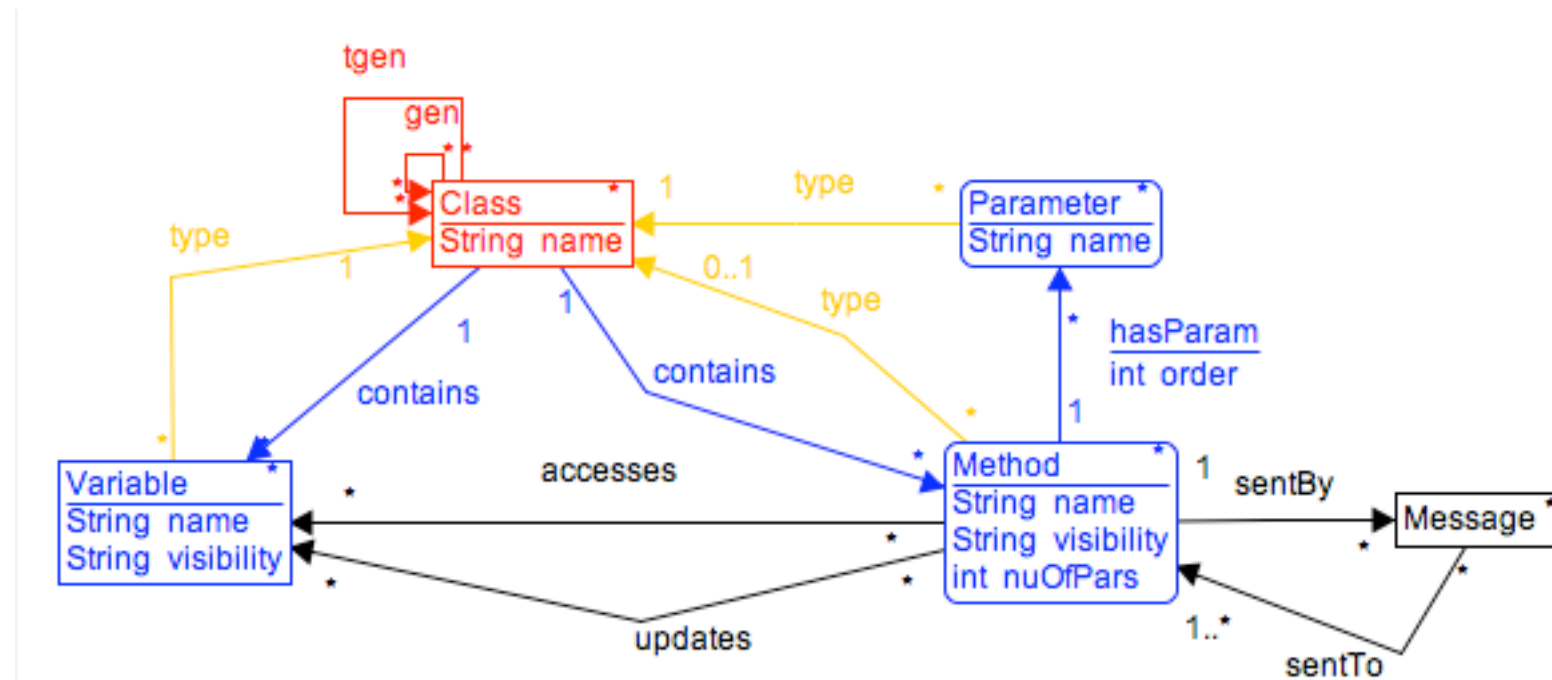 tgen
gen
* *
*
*
Class *
String name
1
type
*
Parameter *
String name
type
1
0..1
type
*
1
contains
1
contains
*
*
hasParam
int order
1
*
Variable *
String name
String visibility
accesses
*
*
*
*
updates
Method *
String name
String visibility
int nuOfPars
1
sentBy
*
Message *
*
1..*
sentTo